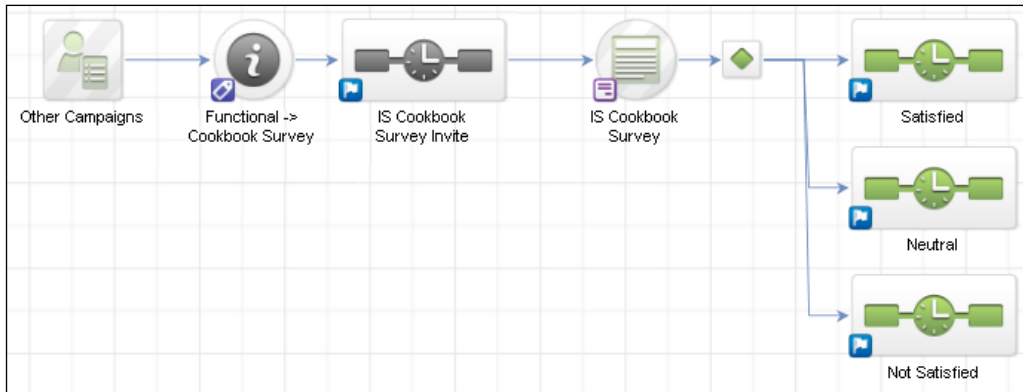 Other Campaigns
Functional ->
Cookbook Survey
IS Cookbook
Survey Invite
IS Cookbook
Survey
Satisfied
Neutral
Not Satisfied